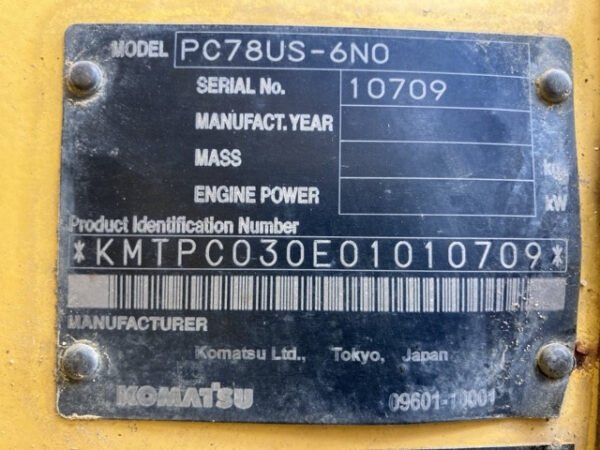 MODEL PC78US-6N0
SERIAL No. 10709
MANUFACT.YEAR
MASS kg
ENGINE POWER kW
Product Identification Number
*KMTPC030E01010709*
MANUFACTURER
Komatsu Ltd., Tokyo, Japan
KOMATSU 09601-10001